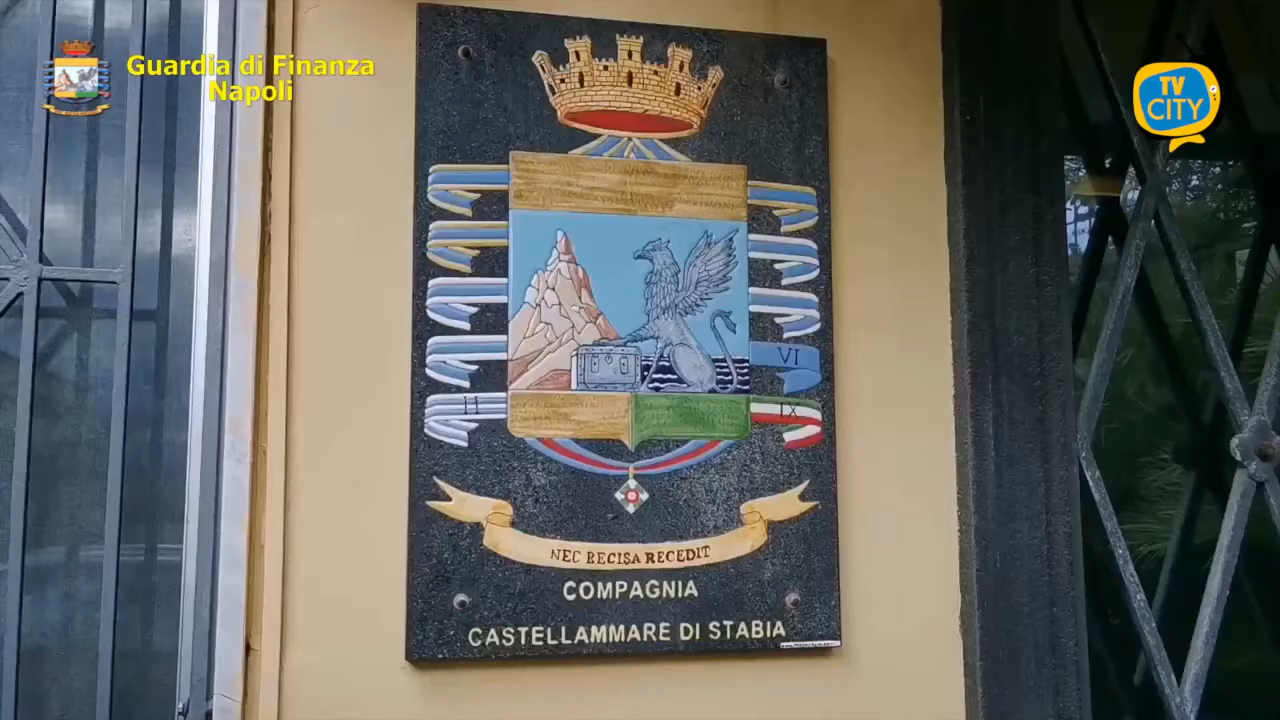 Guardia di Finanza
Napoli
TV
CITY
VI
II
IX
NEC RECISA RECEDIT
COMPAGNIA
CASTELLAMMARE DI STABIA